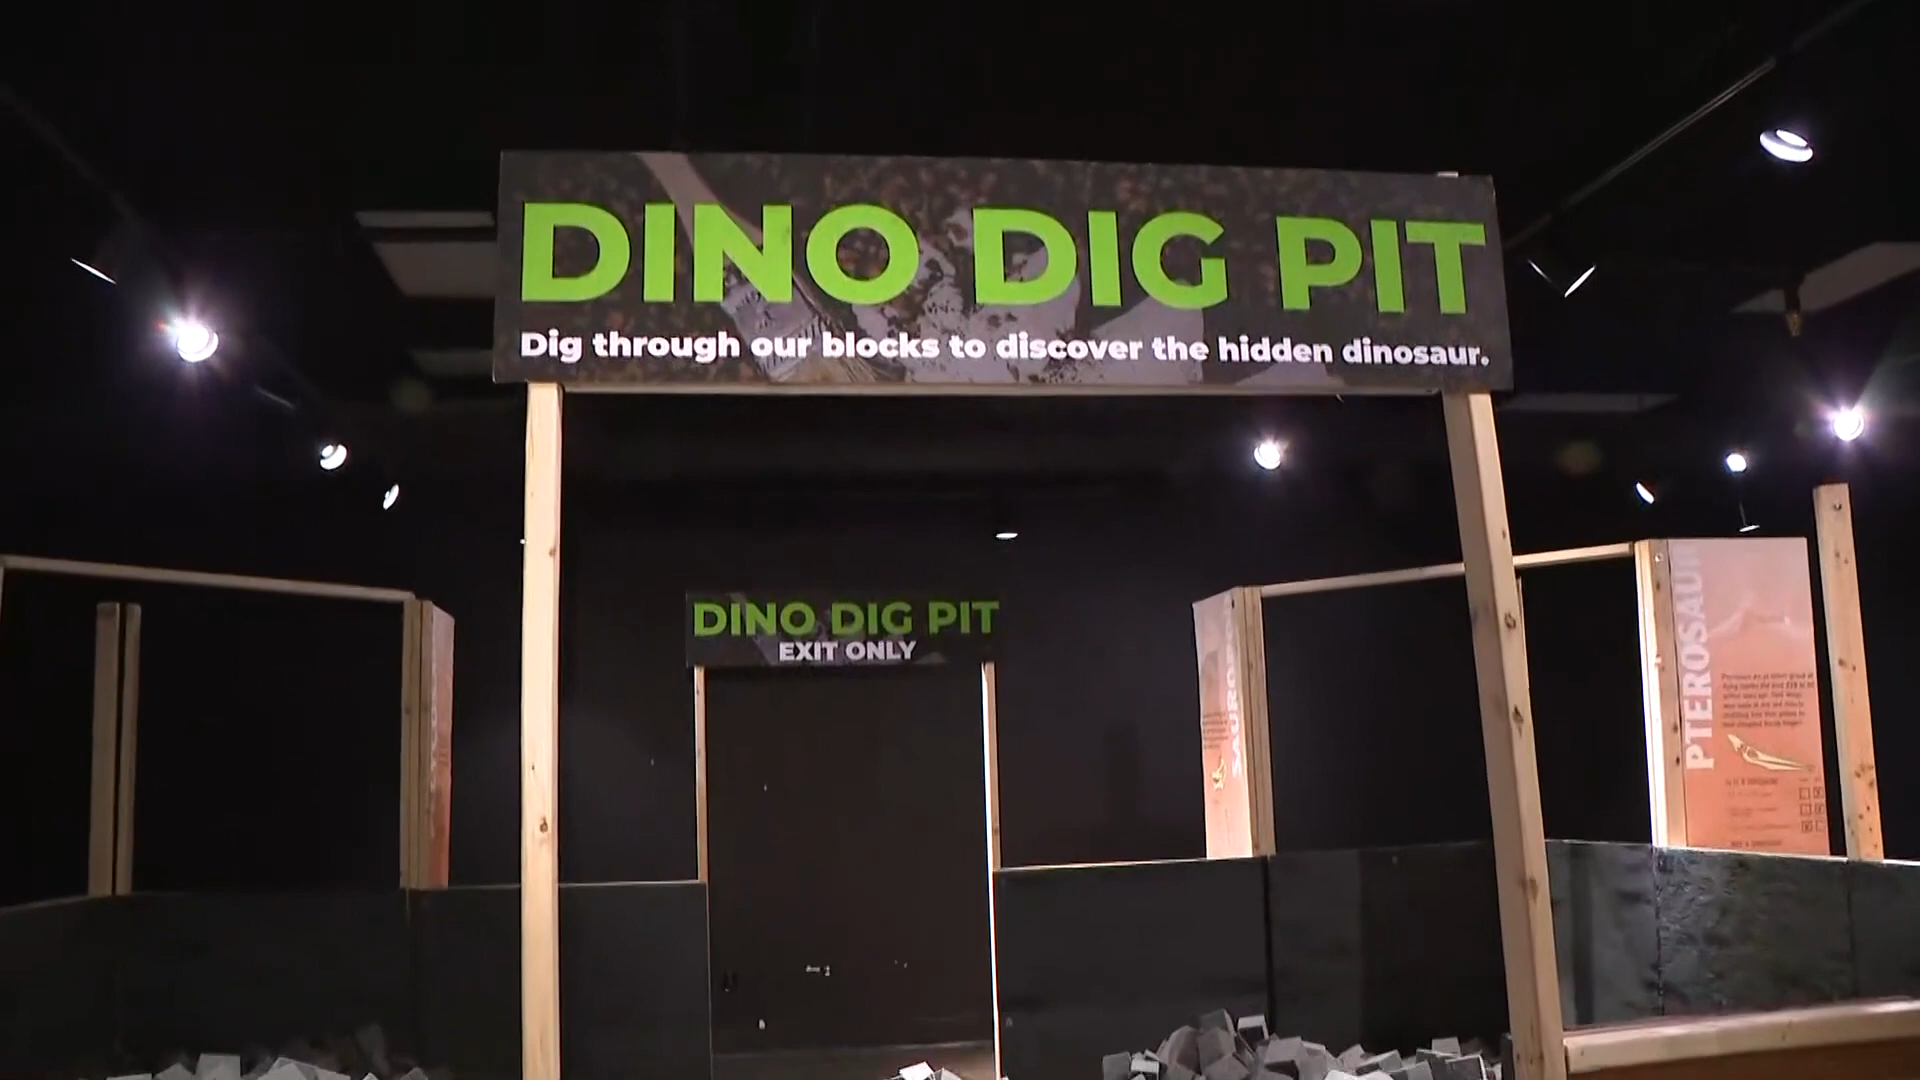 DINO DIG PIT
Dig through our blocks to discover the hidden dinosaur.
DINO DIG PIT
EXIT ONLY
PTEROSAUR